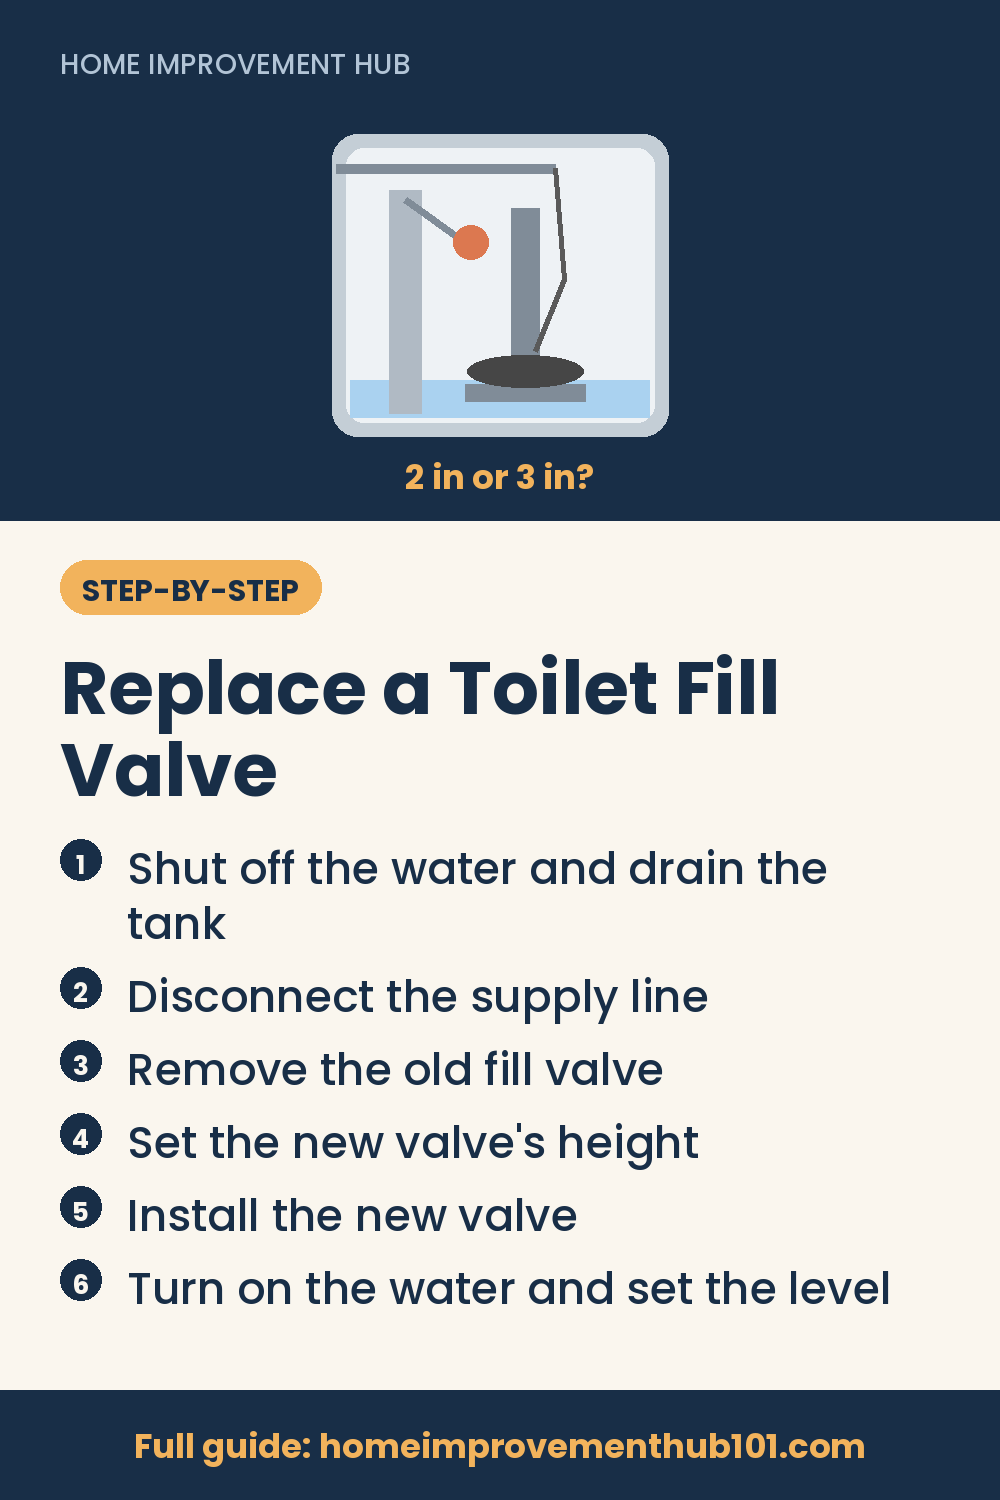 HOME IMPROVEMENT HUB
2 in or 3 in?
STEP-BY-STEP
Replace a Toilet Fill
Valve
1 Shut off the water and drain the
tank
2 Disconnect the supply line
3 Remove the old fill valve
4 Set the new valve's height
5 Install the new valve
6 Turn on the water and set the level
Full guide: homeimprovementhub101.com